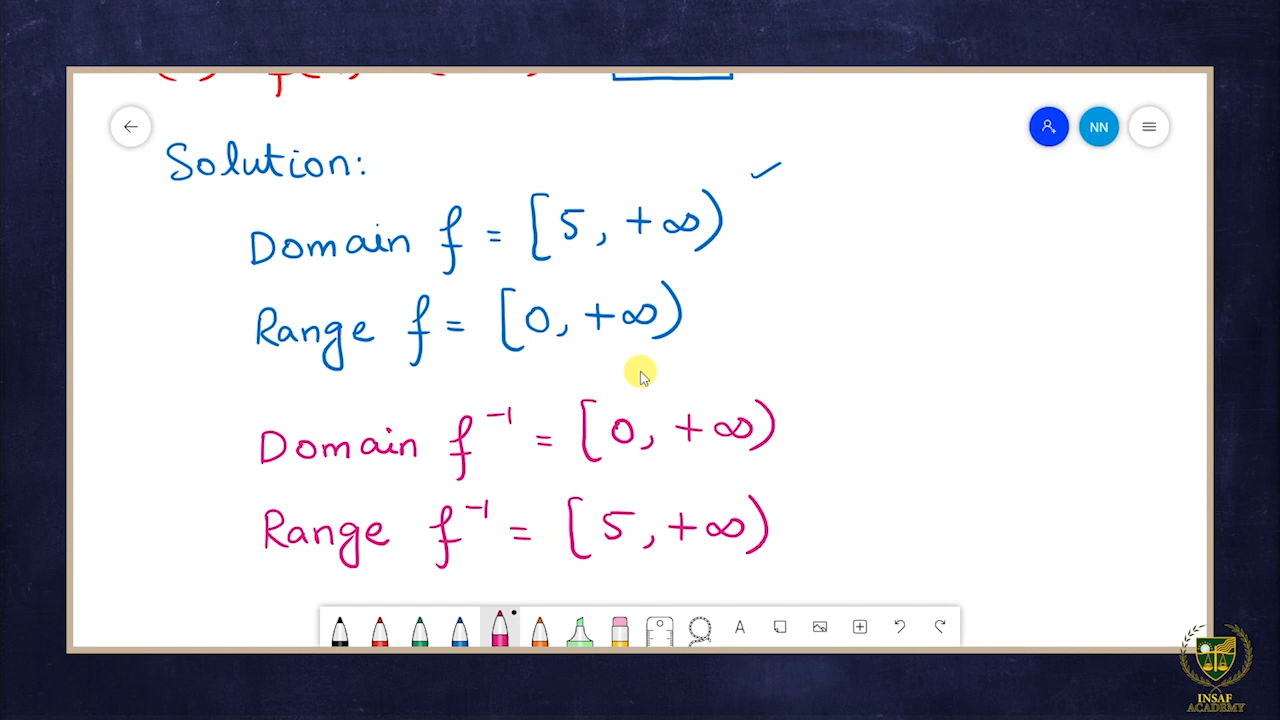 NN
Solution:
Domain f = [5, +∞) ✓
Range f = [0, +∞)
Domain f⁻¹ = [0, +∞)
Range f⁻¹ = [5, +∞)
A
INSAF
ACADEMY